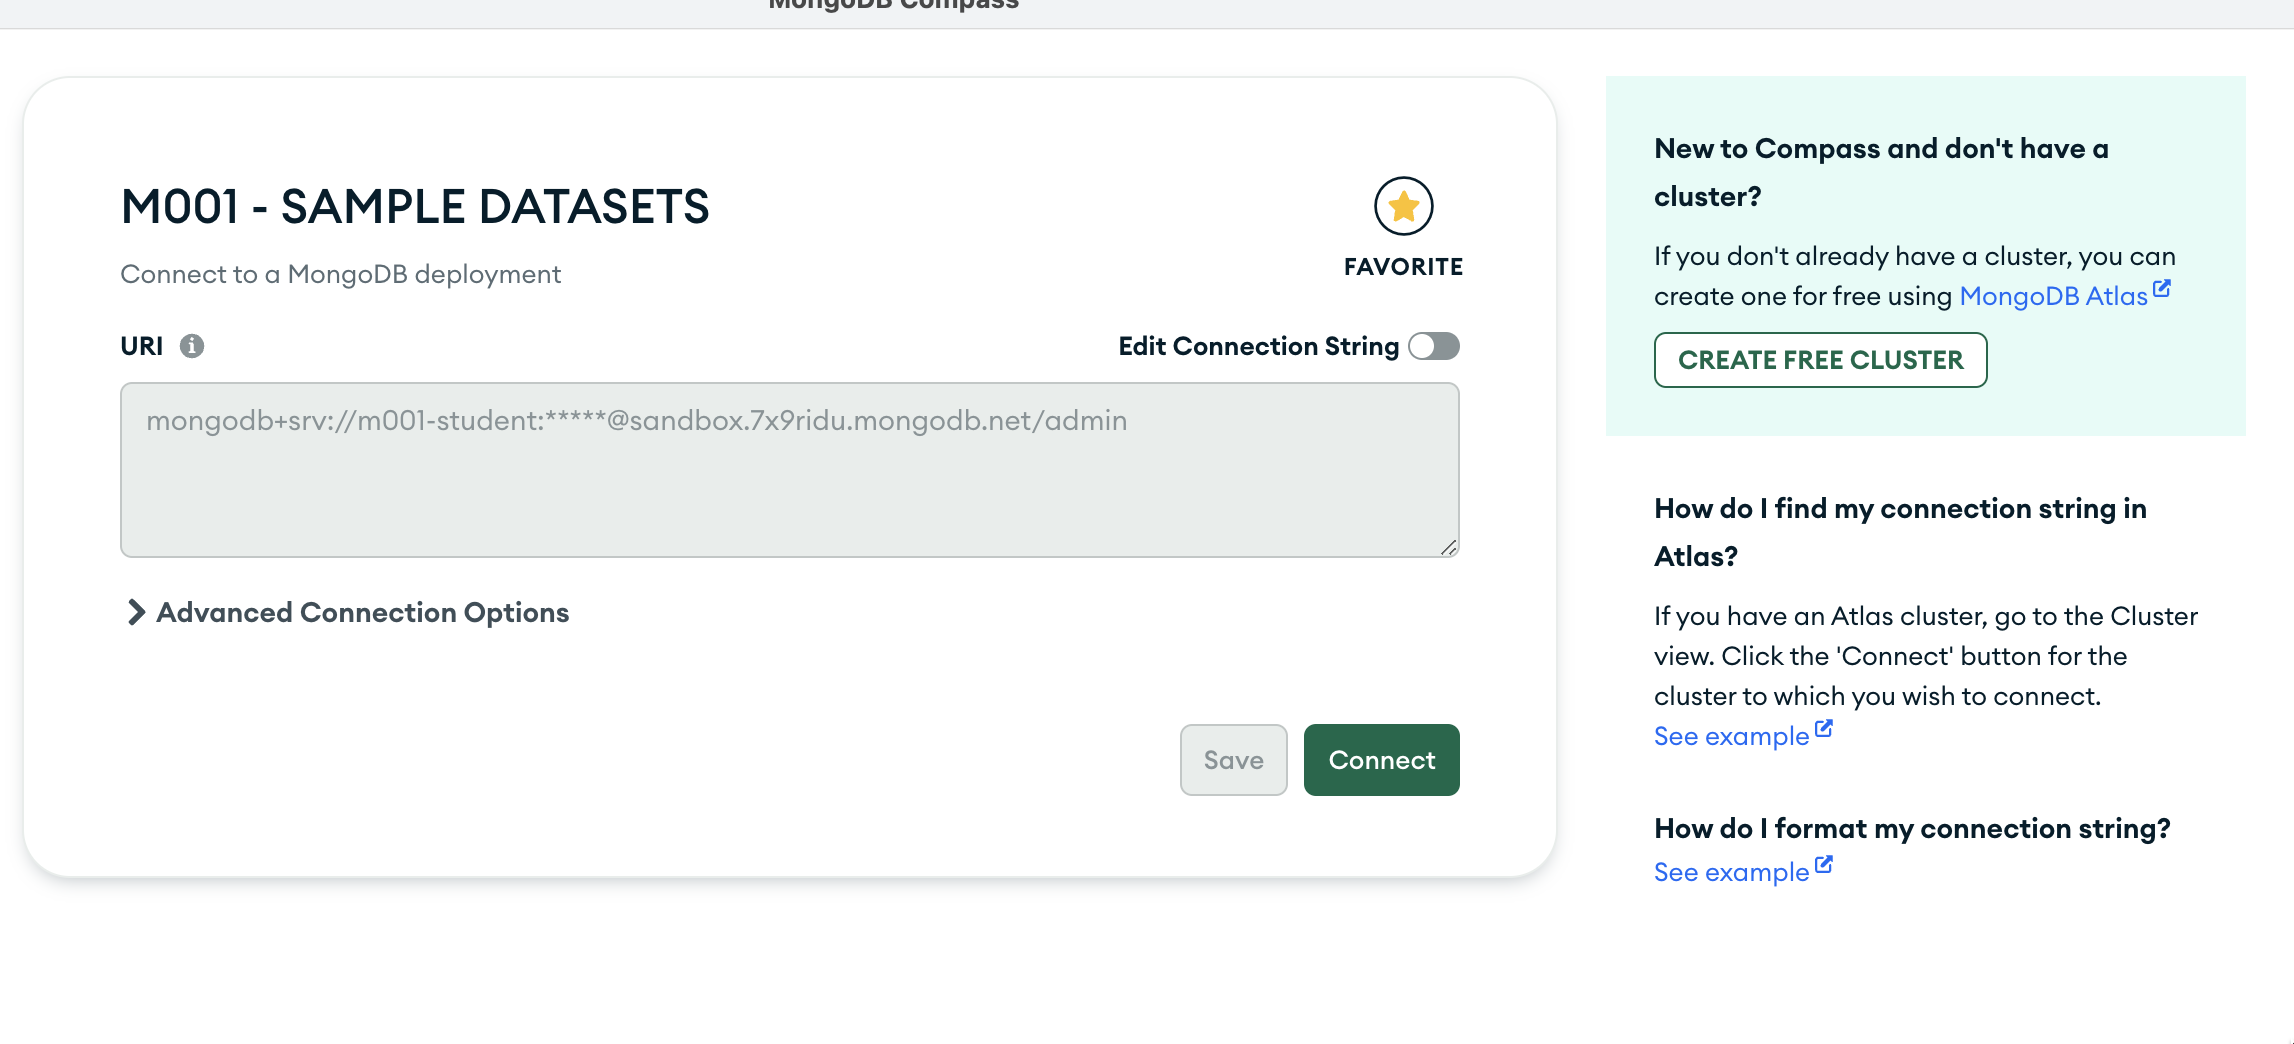 MongoDB Compass
M001 - SAMPLE DATASETS
FAVORITE
Connect to a MongoDB deployment
URI
Edit Connection String
mongodb+srv://m001-student:*****@sandbox.7x9ridu.mongodb.net/admin
Advanced Connection Options
Save
Connect
New to Compass and don't have a
cluster?
If you don't already have a cluster, you can
create one for free using MongoDB Atlas
CREATE FREE CLUSTER
How do I find my connection string in
Atlas?
If you have an Atlas cluster, go to the Cluster
view. Click the 'Connect' button for the
cluster to which you wish to connect.
See example
How do I format my connection string?
See example